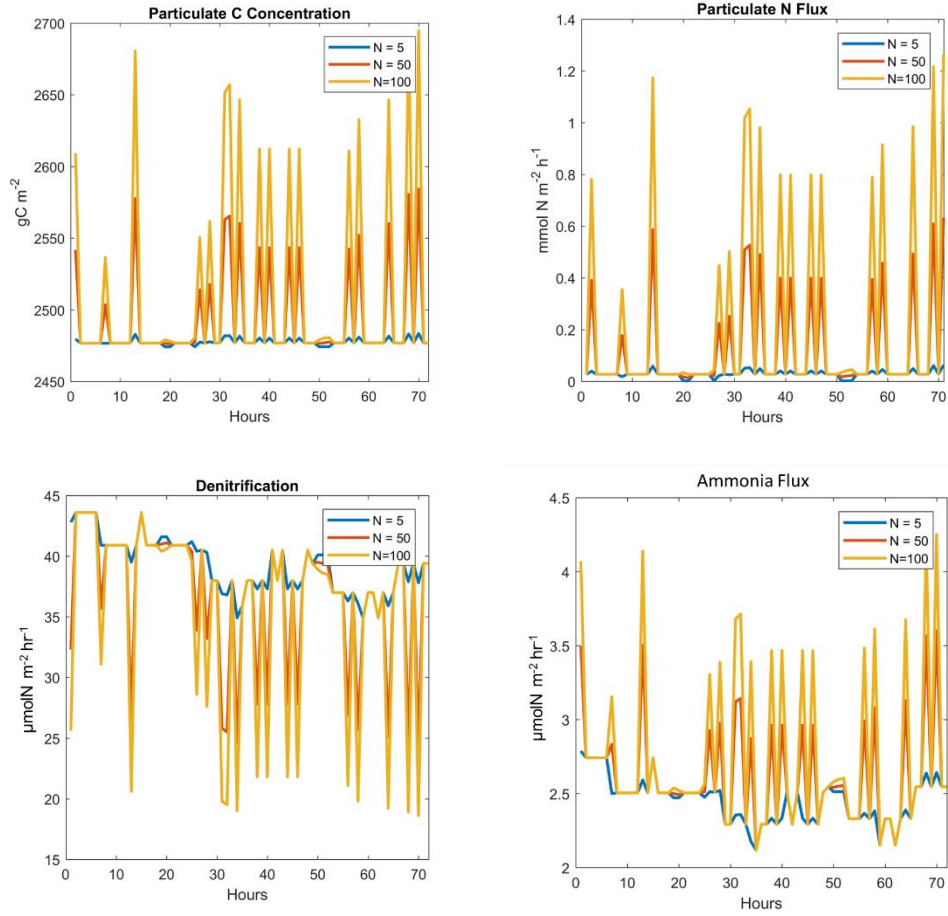 Particulate C Concentration
2700
2650
2600
2550
2500
2450
gC m⁻²
0 10 20 30 40 50 60 70
Hours
N = 5
N = 50
N=100
Particulate N Flux
1.4
1.2
1
0.8
0.6
0.4
0.2
0
mmol N m⁻² h⁻¹
0 10 20 30 40 50 60 70
Hours
N = 5
N = 50
N=100
Denitrification
45
40
35
30
25
20
15
µmolN m⁻² hr⁻¹
0 10 20 30 40 50 60 70
Hours
N = 5
N = 50
N=100
Ammonia Flux
4.5
4
3.5
3
2.5
2
µmolN m⁻² hr⁻¹
0 10 20 30 40 50 60 70
Hours
N = 5
N = 50
N=100